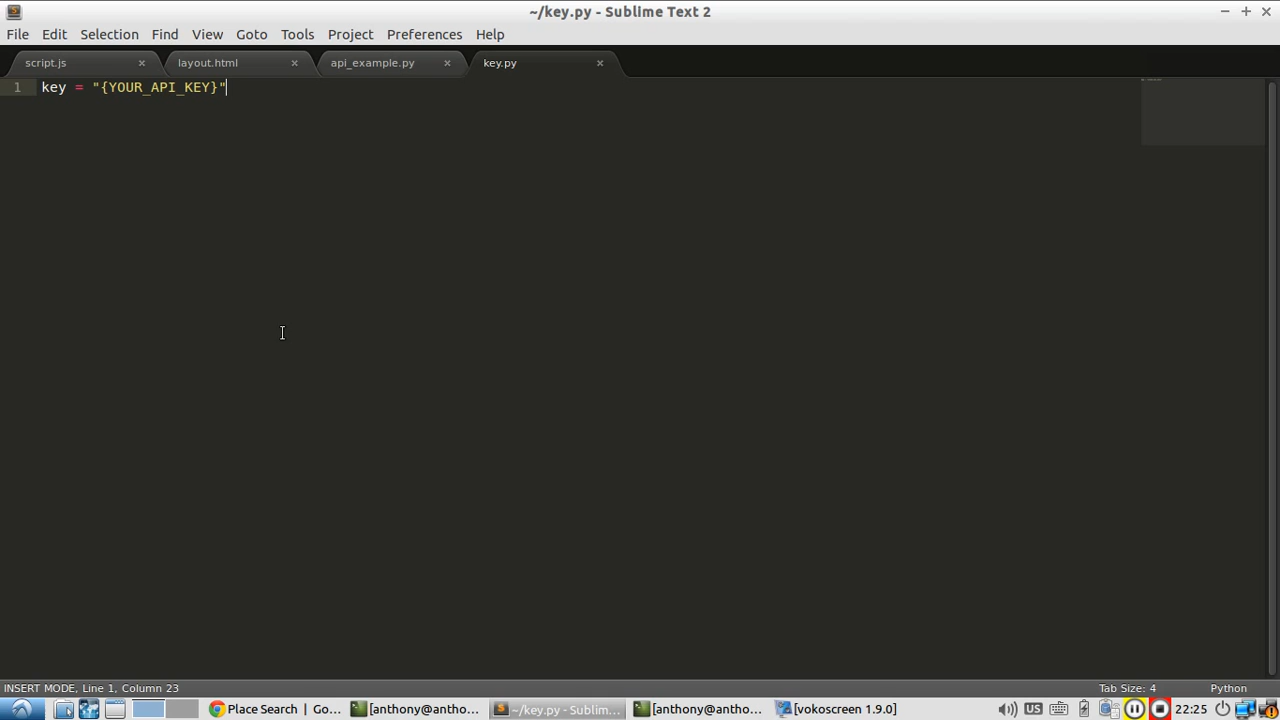 ~/key.py - Sublime Text 2
File Edit Selection Find View Goto Tools Project Preferences Help
script.js × layout.html × api_example.py × key.py ×
1 key = "{YOUR_API_KEY}"
INSERT MODE, Line 1, Column 23 Tab Size: 4 Python
Place Search | Go... [anthony@antho... ~/key.py - Sublim... [anthony@antho... [vokoscreen 1.9.0] US 22:25